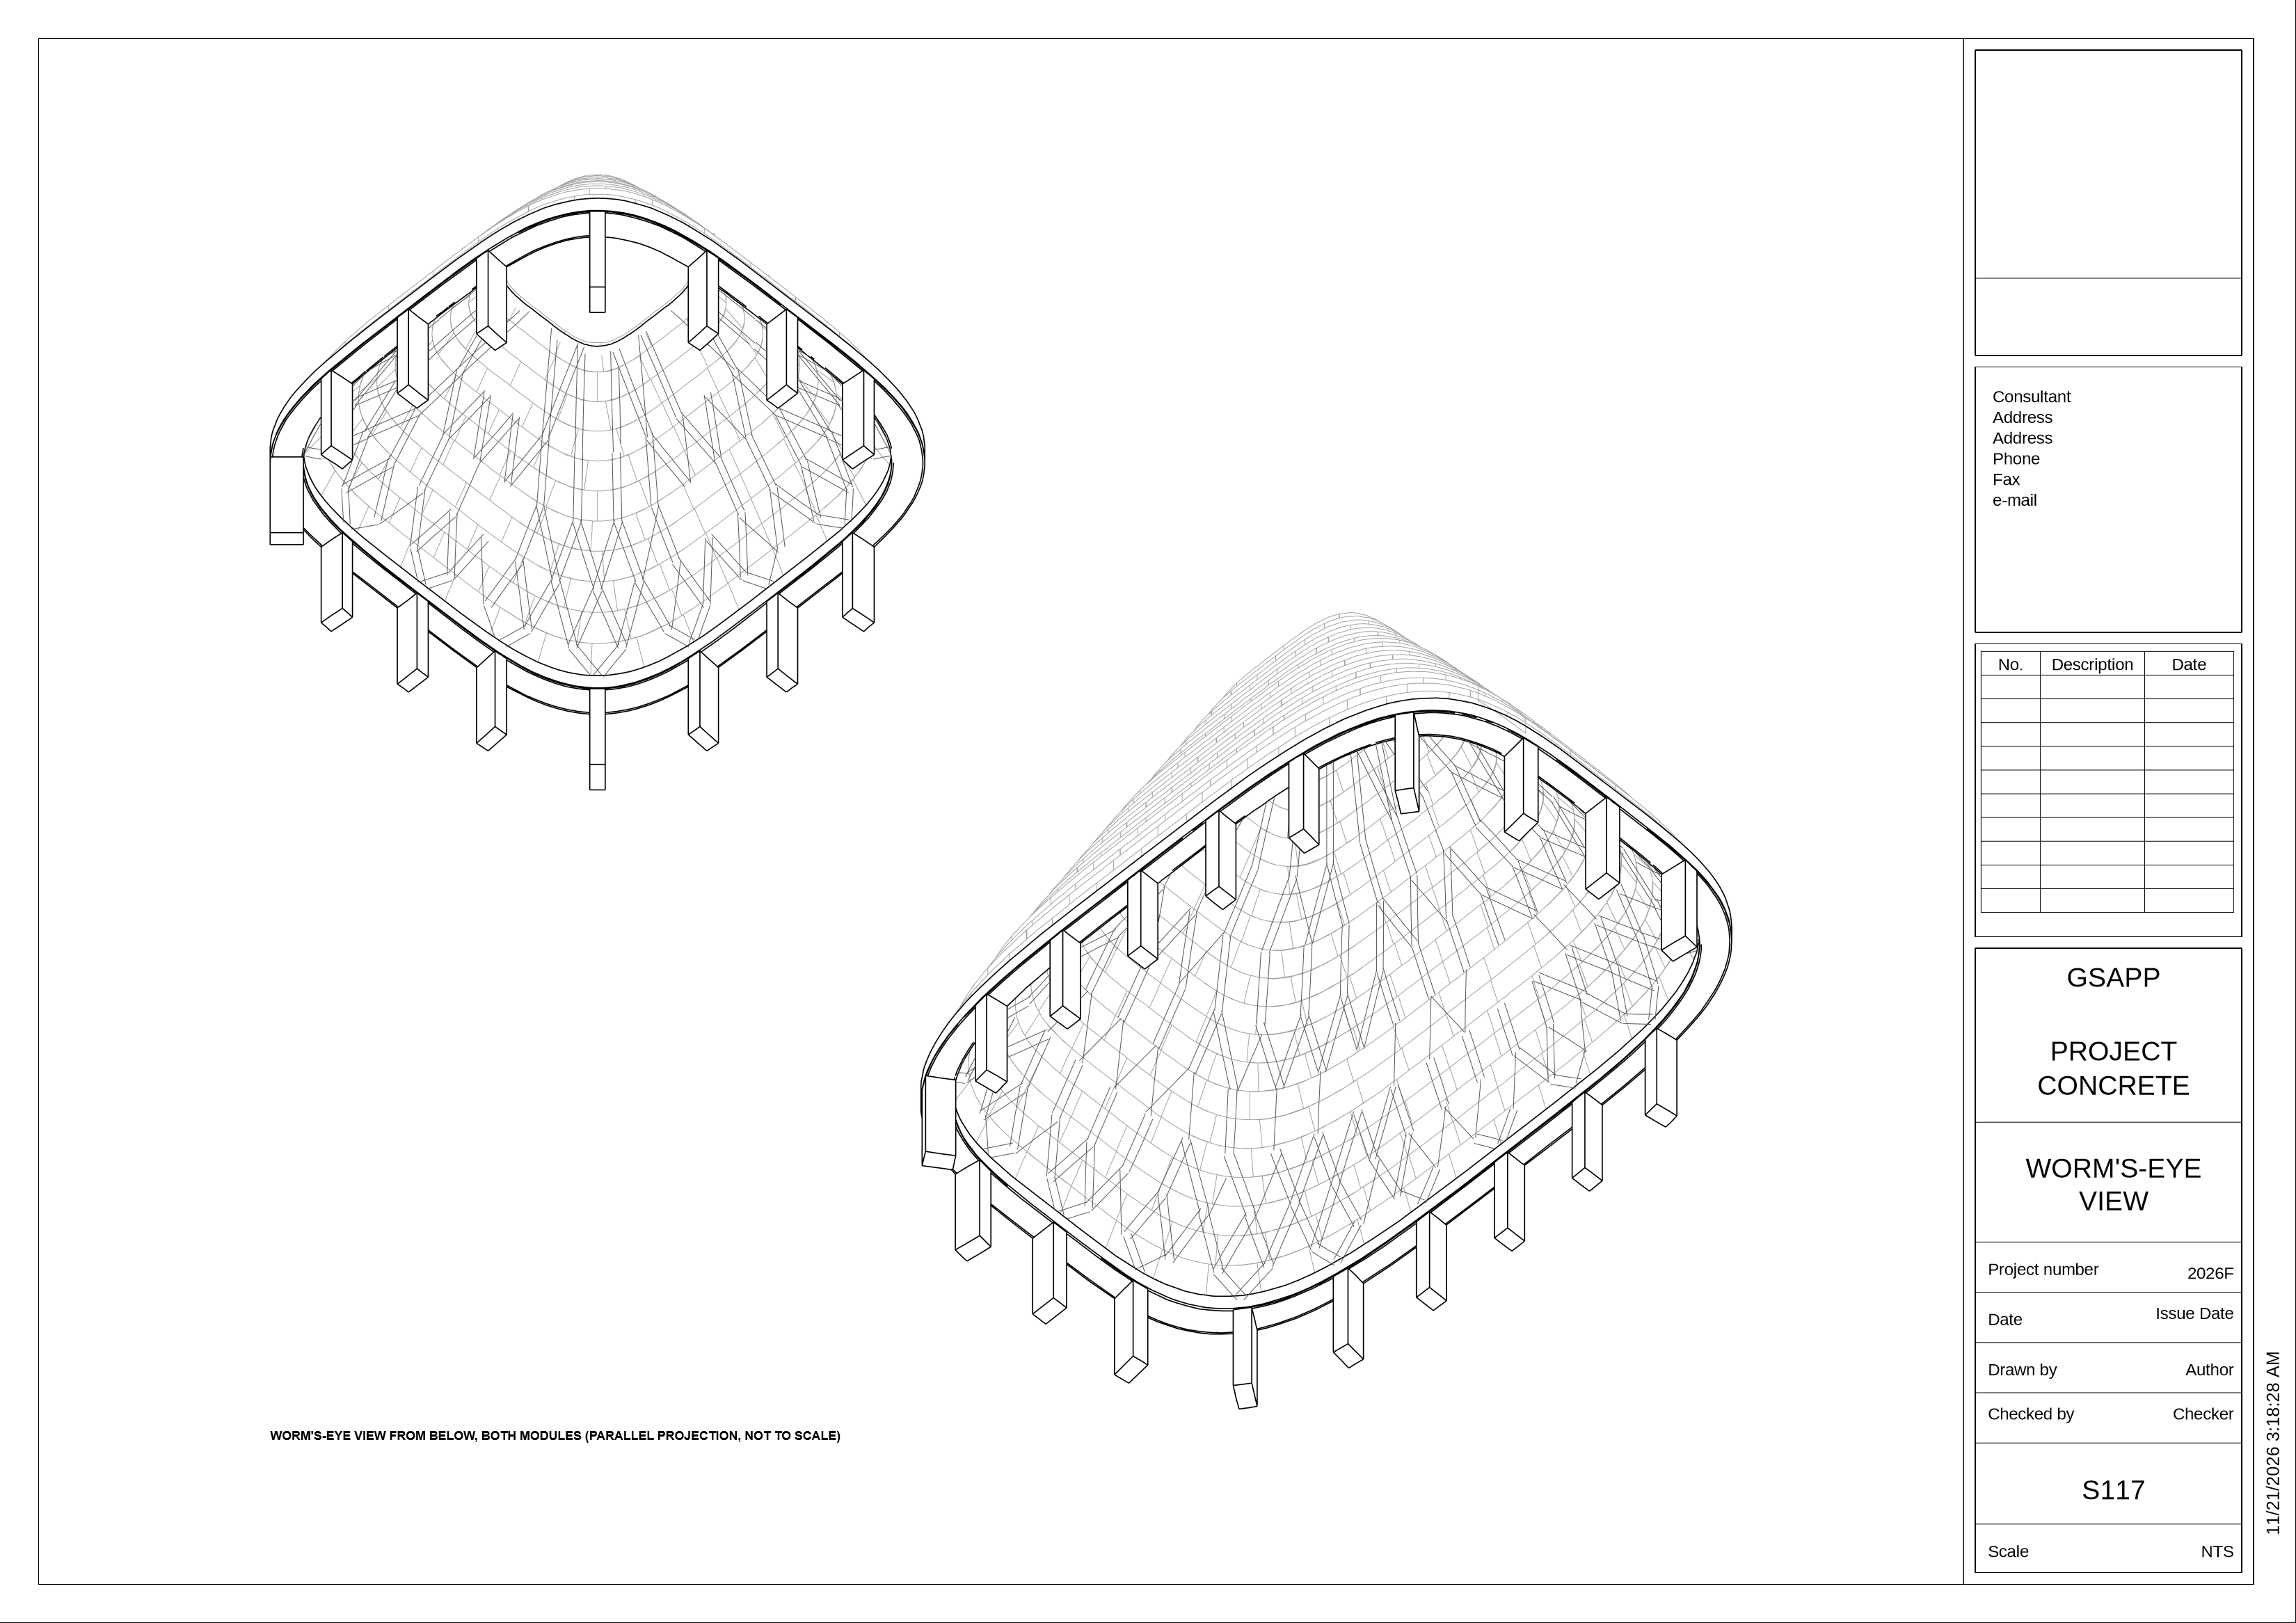 Consultant
Address
Address
Phone
Fax
e-mail
No. Description Date
GSAPP
PROJECT
CONCRETE
WORM'S-EYE
VIEW
Project number 2026F
Date Issue Date
Drawn by Author
Checked by Checker
S117
Scale NTS
WORM'S-EYE VIEW FROM BELOW, BOTH MODULES (PARALLEL PROJECTION, NOT TO SCALE)
11/21/2026 3:18:28 AM